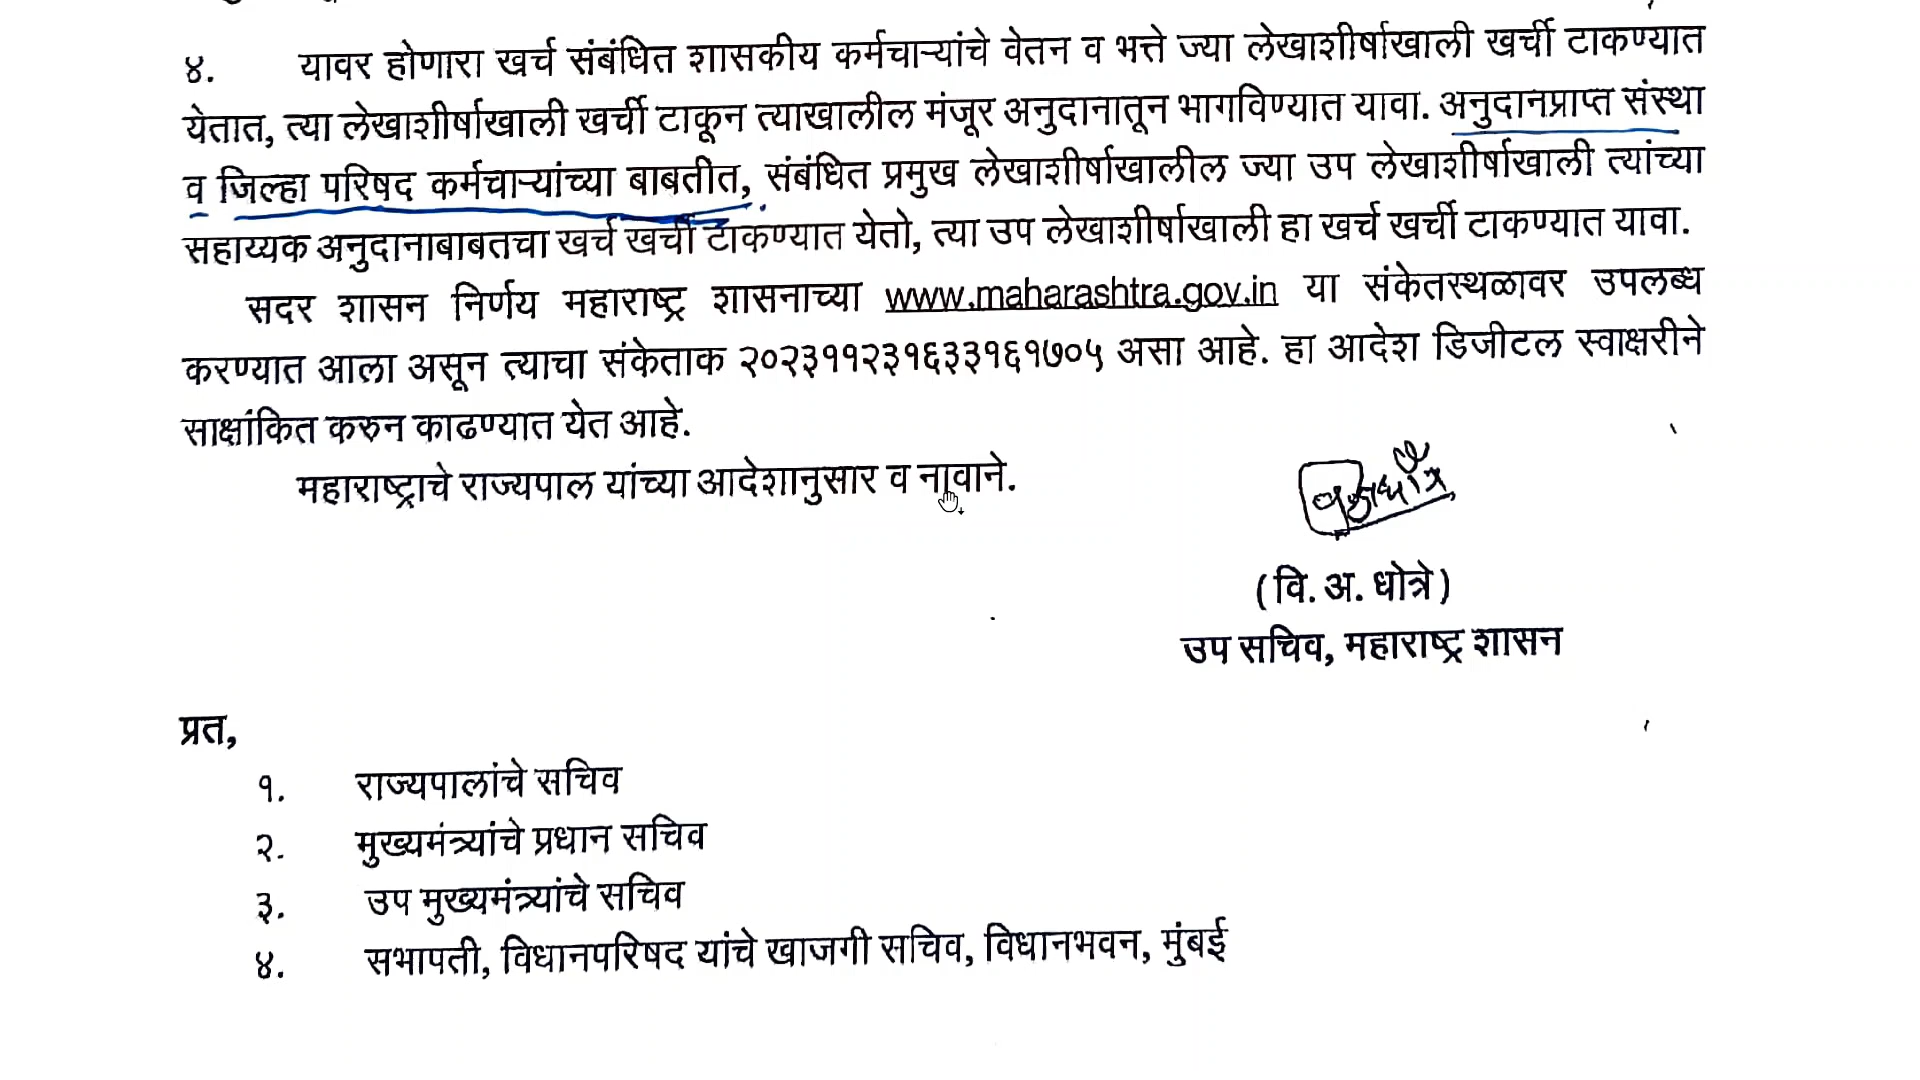 ४. यावर होणारा खर्च संबंधित शासकीय कर्मचाऱ्यांचे वेतन व भत्ते ज्या लेखाशीर्षाखाली खर्ची टाकण्यात
येतात, त्या लेखाशीर्षाखाली खर्ची टाकून त्याखालील मंजूर अनुदानातून भागविण्यात यावा. अनुदानप्राप्त संस्था
व जिल्हा परिषद कर्मचाऱ्यांच्या बाबतीत, संबंधित प्रमुख लेखाशीर्षाखालील ज्या उप लेखाशीर्षाखाली त्यांच्या
सहाय्यक अनुदानाबाबतचा खर्च खर्ची टाकण्यात येतो, त्या उप लेखाशीर्षाखाली हा खर्च खर्ची टाकण्यात यावा.
सदर शासन निर्णय महाराष्ट्र शासनाच्या www.maharashtra.gov.in या संकेतस्थळावर उपलब्ध
करण्यात आला असून त्याचा संकेताक २०२३११२३१६३३१६१७०५ असा आहे. हा आदेश डिजीटल स्वाक्षरीने
साक्षांकित करुन काढण्यात येत आहे.
महाराष्ट्राचे राज्यपाल यांच्या आदेशानुसार व नावाने.
(वि. अ. धोत्रे)
उप सचिव, महाराष्ट्र शासन
प्रत,
१. राज्यपालांचे सचिव
२. मुख्यमंत्र्यांचे प्रधान सचिव
३. उप मुख्यमंत्र्यांचे सचिव
४. सभापती, विधानपरिषद यांचे खाजगी सचिव, विधानभवन, मुंबई